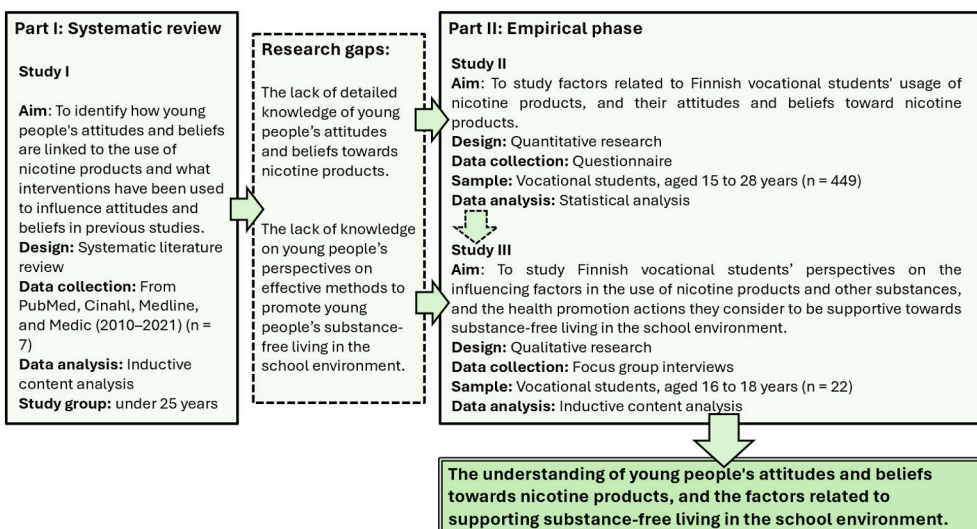 Part I: Systematic review
Study I
Aim: To identify how young
people's attitudes and beliefs
are linked to the use of
nicotine products and what
interventions have been used
to influence attitudes and
beliefs in previous studies.
Design: Systematic literature
review
Data collection: From
PubMed, Cinahl, Medline,
and Medic (2010–2021) (n =
7)
Data analysis: Inductive
content analysis
Study group: under 25 years
Research gaps:
The lack of detailed
knowledge of young
people's attitudes
and beliefs towards
nicotine products.
The lack of knowledge
on young people's
perspectives on
effective methods to
promote young
people's substance-
free living in the
school environment.
Part II: Empirical phase
Study II
Aim: To study factors related to Finnish vocational students' usage of
nicotine products, and their attitudes and beliefs toward nicotine
products.
Design: Quantitative research
Data collection: Questionnaire
Sample: Vocational students, aged 15 to 28 years (n = 449)
Data analysis: Statistical analysis
Study III
Aim: To study Finnish vocational students' perspectives on the
influencing factors in the use of nicotine products and other substances,
and the health promotion actions they consider to be supportive towards
substance-free living in the school environment.
Design: Qualitative research
Data collection: Focus group interviews
Sample: Vocational students, aged 16 to 18 years (n = 22)
Data analysis: Inductive content analysis
The understanding of young people's attitudes and beliefs
towards nicotine products, and the factors related to
supporting substance-free living in the school environment.